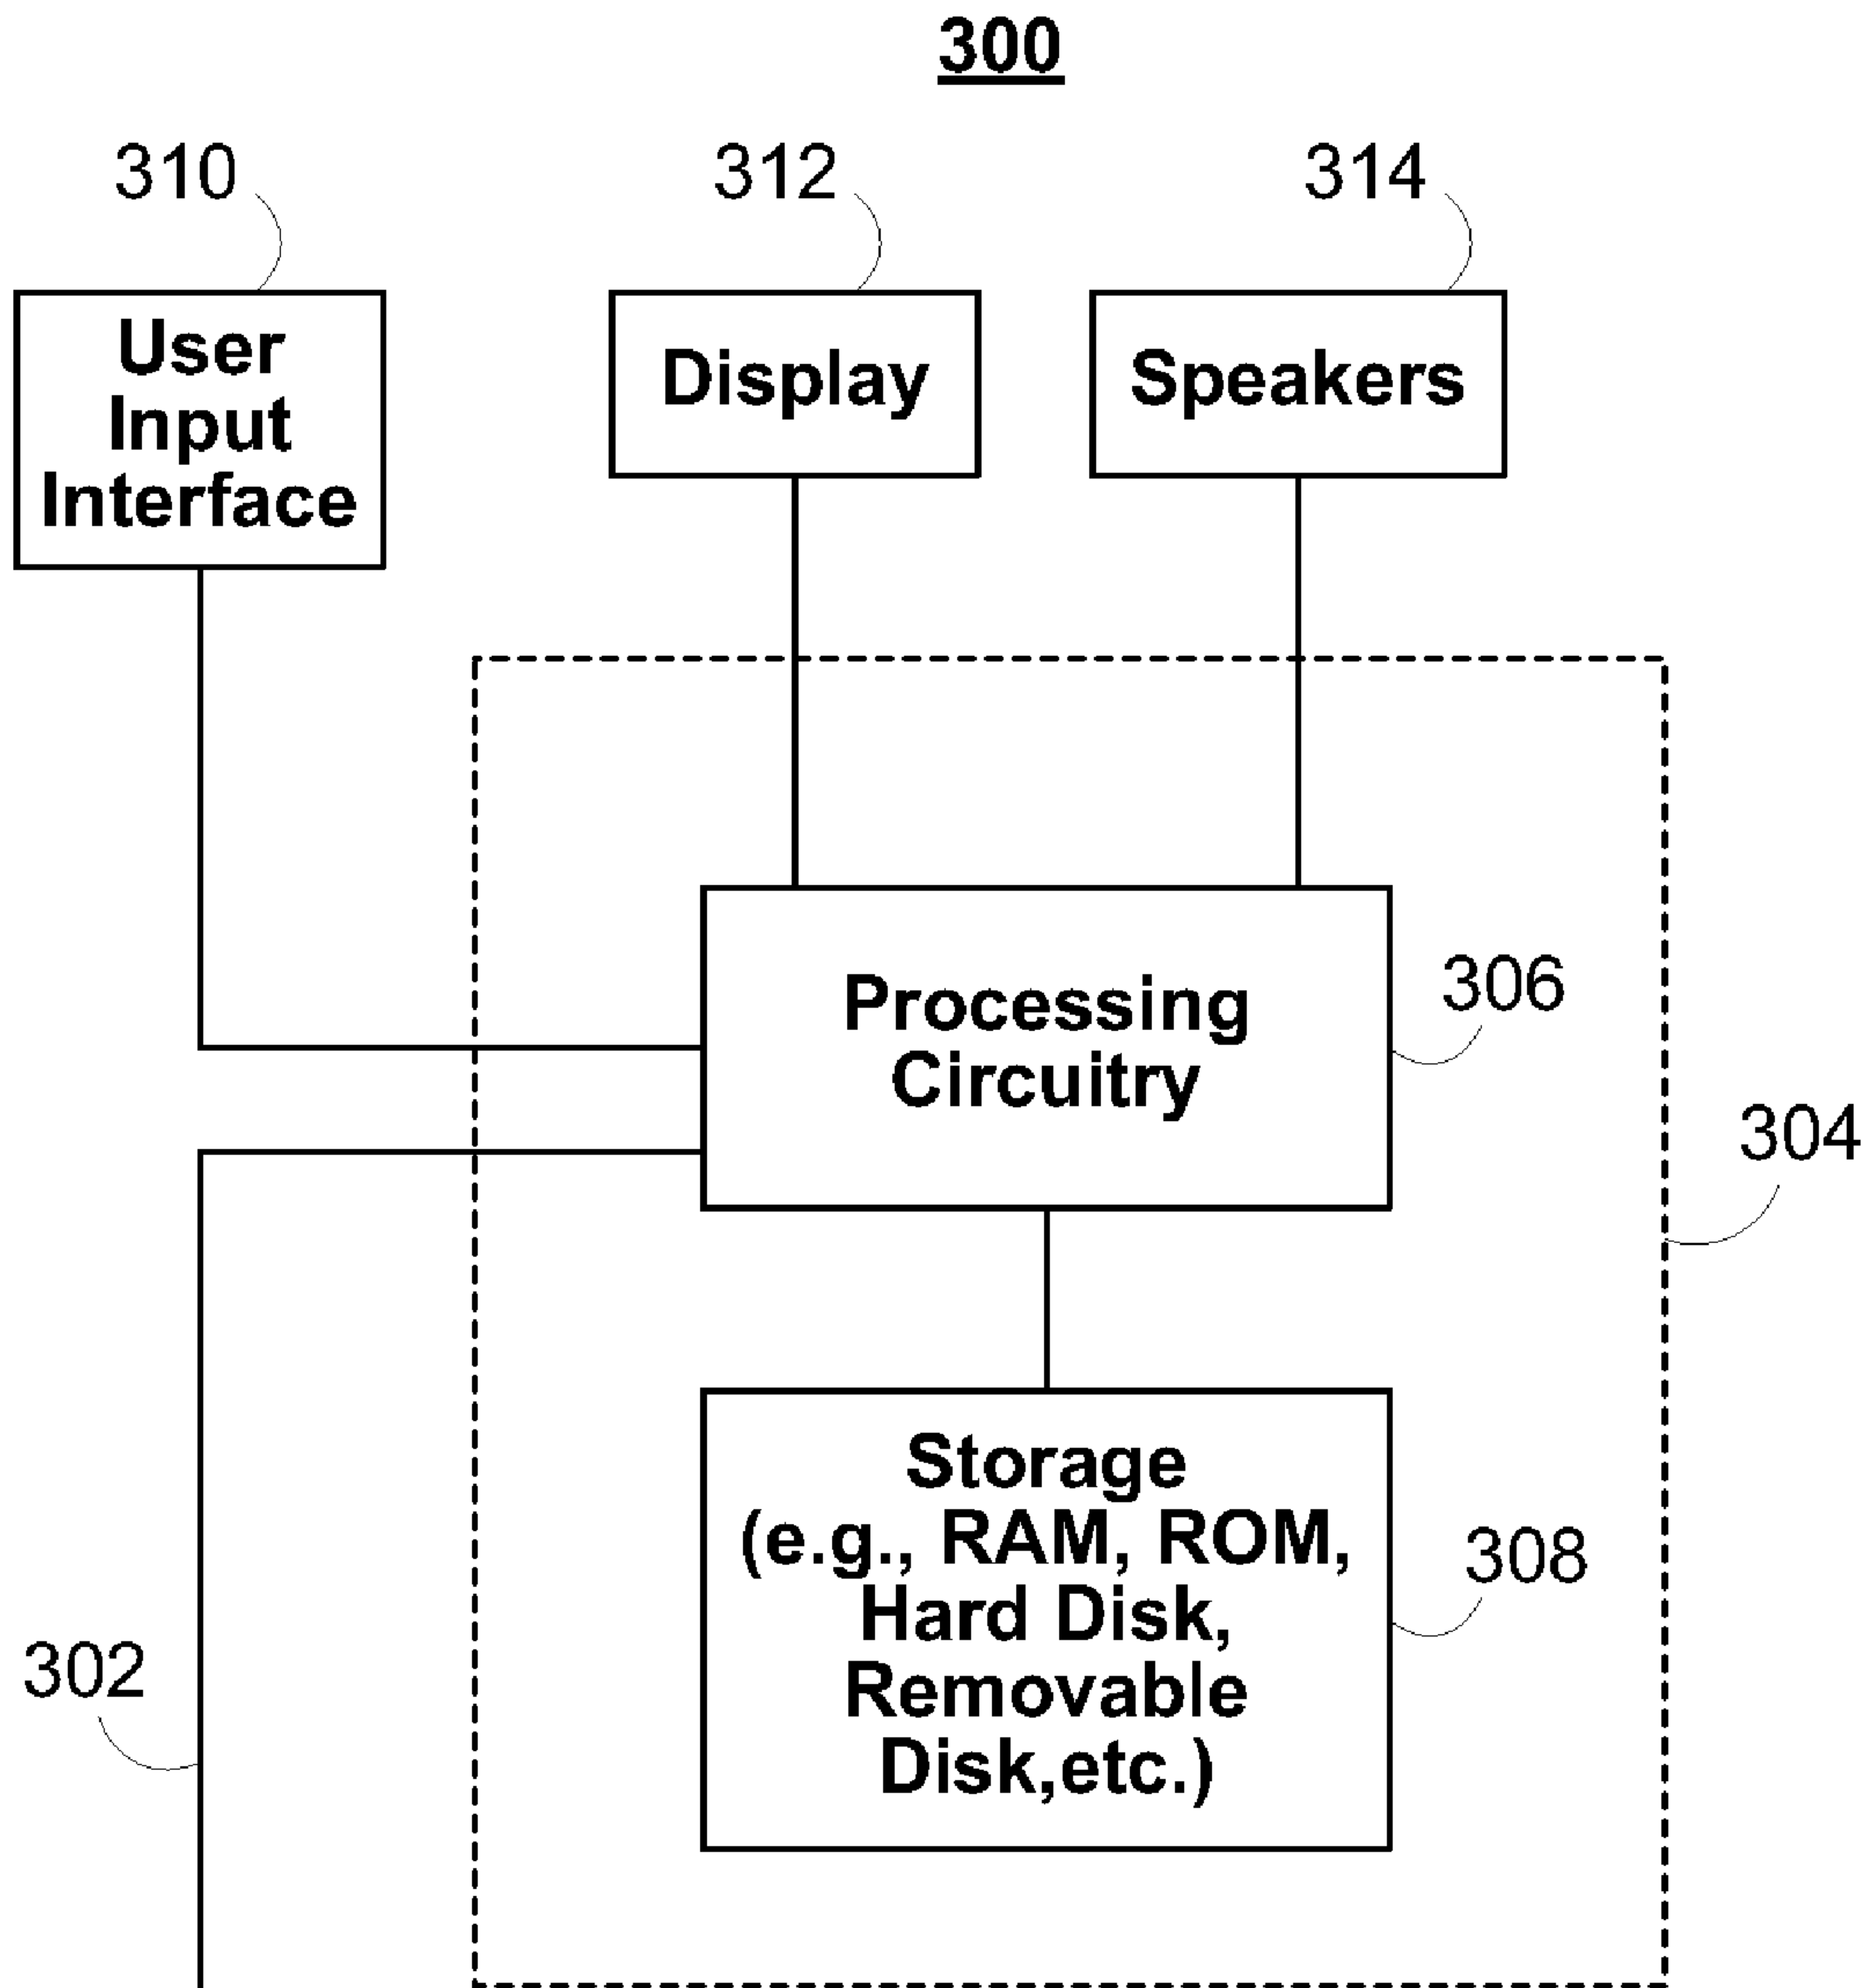 300
310
312
314
User
Input
Interface
Display
Speakers
Processing
Circuitry
306
304
Storage
(e.g., RAM, ROM,
Hard Disk,
Removable
Disk,etc.)
308
302